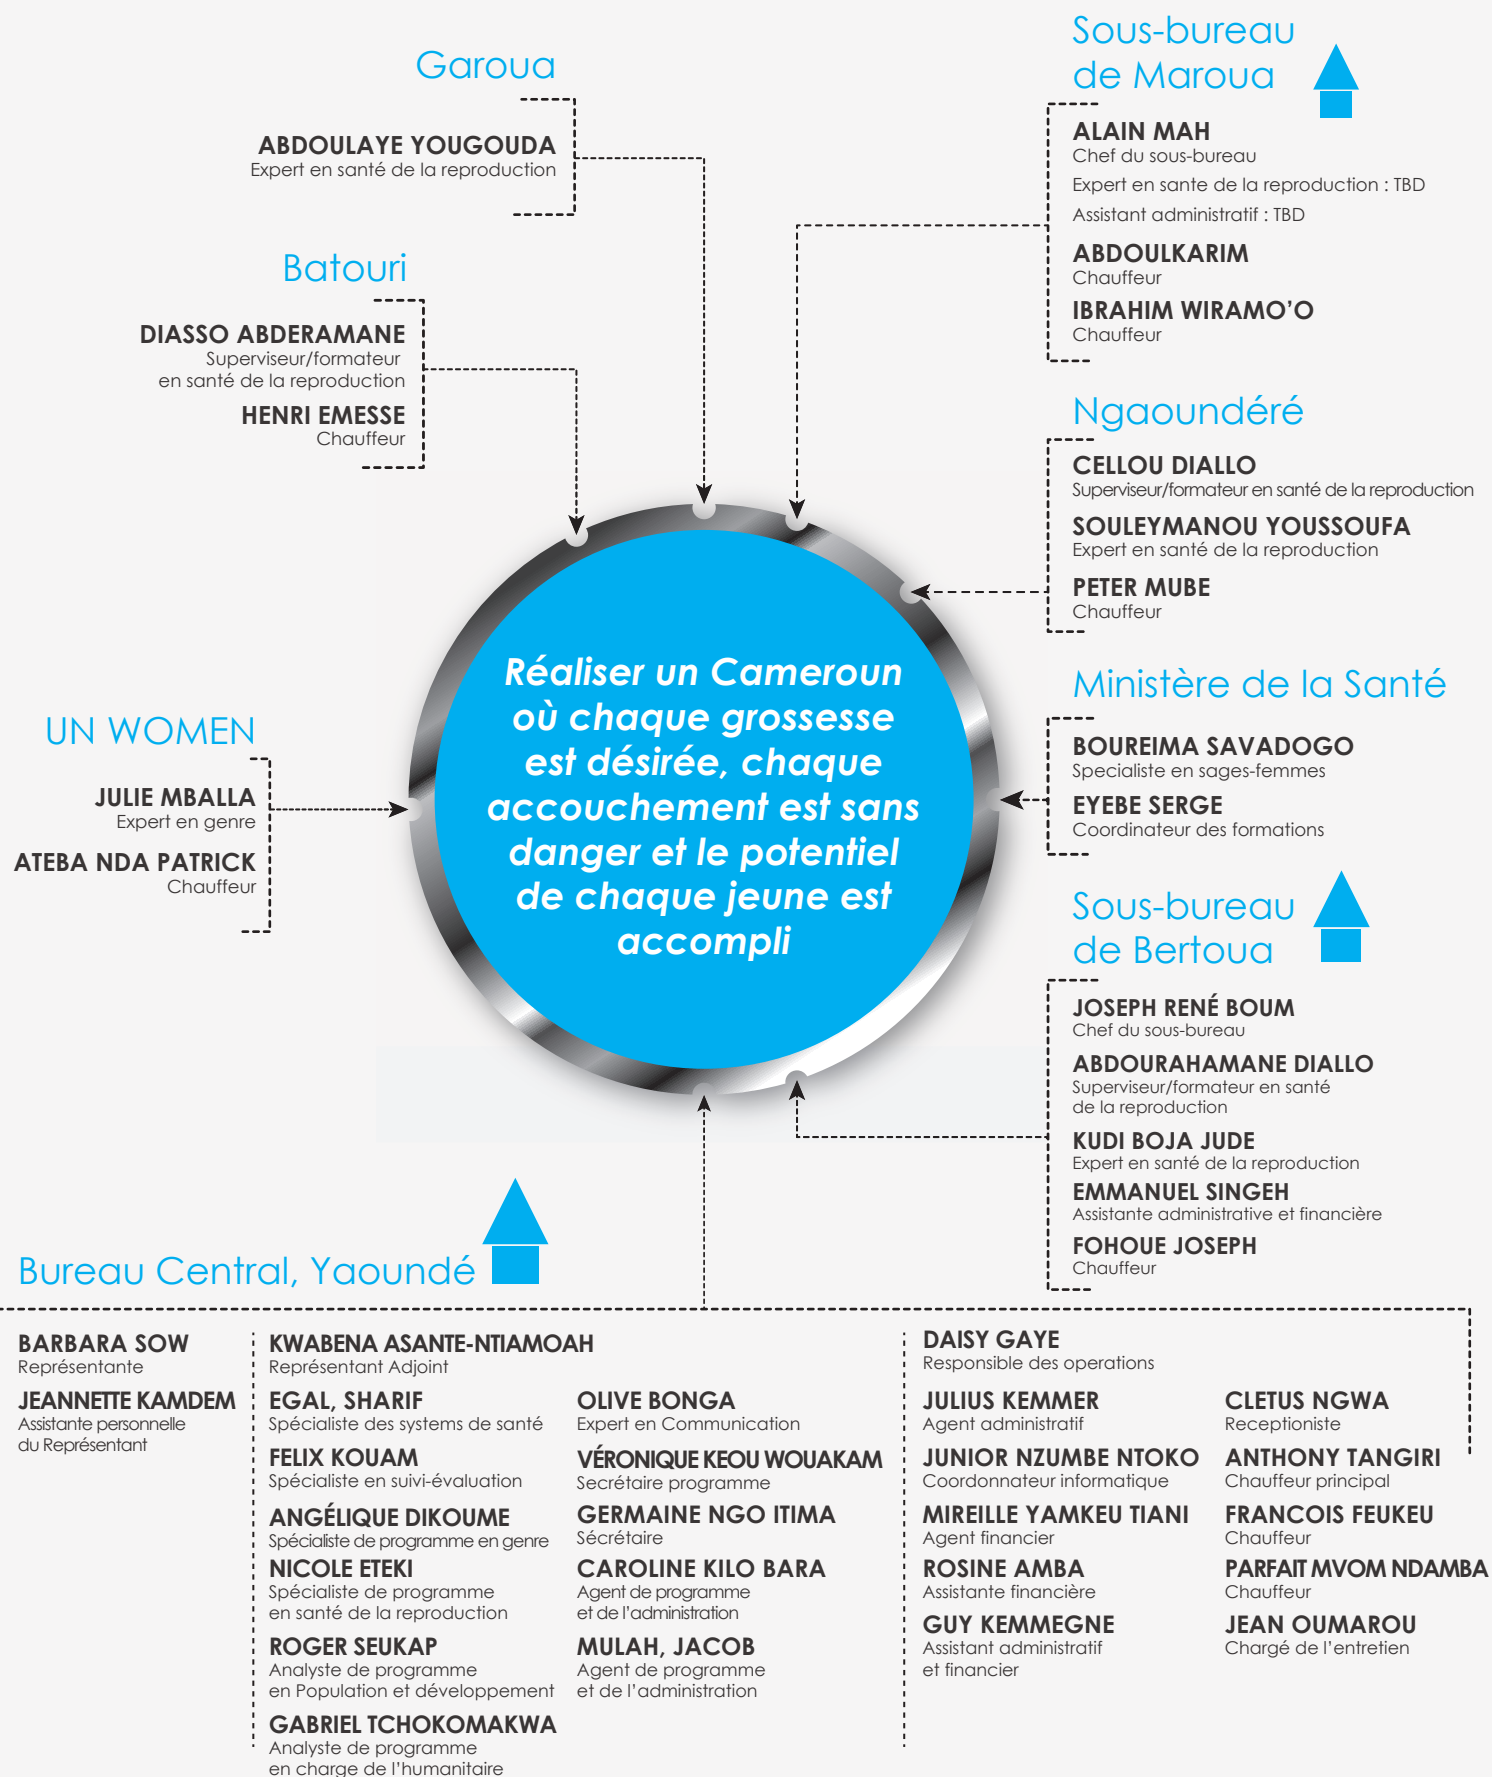 Garoua
ABDOULAYE YOUGOUDA
Expert en santé de la reproduction
Batouri
DIASSO ABDERAMANE
Superviseur/formateur
en santé de la reproduction
HENRI EMESSE
Chauffeur
UN WOMEN
JULIE MBALLA
Expert en genre
ATEBA NDA PATRICK
Chauffeur
Réaliser un Cameroun
où chaque grossesse
est désirée, chaque
accouchement est sans
danger et le potentiel
de chaque jeune est
accompli
Sous-bureau
de Maroua
ALAIN MAH
Chef du sous-bureau
Expert en sante de la reproduction : TBD
Assistant administratif : TBD
ABDOULKARIM
Chauffeur
IBRAHIM WIRAMO’O
Chauffeur
Ngaoundéré
CELLOU DIALLO
Superviseur/formateur en santé de la reproduction
SOULEYMANOU YOUSSOUFA
Expert en santé de la reproduction
PETER MUBE
Chauffeur
Ministère de la Santé
BOUREIMA SAVADOGO
Specialiste en sages-femmes
EYEBE SERGE
Coordinateur des formations
Sous-bureau
de Bertoua
JOSEPH RENÉ BOUM
Chef du sous-bureau
ABDOURAHAMANE DIALLO
Superviseur/formateur en santé
de la reproduction
KUDI BOJA JUDE
Expert en santé de la reproduction
EMMANUEL SINGEH
Assistante administrative et financière
FOHOUE JOSEPH
Chauffeur
Bureau Central, Yaoundé
BARBARA SOW
Représentante
JEANNETTE KAMDEM
Assistante personnelle
du Représentant
KWABENA ASANTE-NTIAMOAH
Représentant Adjoint
EGAL, SHARIF
Spécialiste des systems de santé
FELIX KOUAM
Spécialiste en suivi-évaluation
ANGÉLIQUE DIKOUME
Spécialiste de programme en genre
NICOLE ETEKI
Spécialiste de programme
en santé de la reproduction
ROGER SEUKAP
Analyste de programme
en Population et développement
GABRIEL TCHOKOMAKWA
Analyste de programme
en charge de l’humanitaire
OLIVE BONGA
Expert en Communication
VÉRONIQUE KEOU WOUAKAM
Secrétaire programme
GERMAINE NGO ITIMA
Sécrétaire
CAROLINE KILO BARA
Agent de programme
et de l’administration
MULAH, JACOB
Agent de programme
et de l’administration
DAISY GAYE
Responsible des operations
JULIUS KEMMER
Agent administratif
JUNIOR NZUMBE NTOKO
Coordonnateur informatique
MIREILLE YAMKEU TIANI
Agent financier
ROSINE AMBA
Assistante financière
GUY KEMMEGNE
Assistant administratif
et financier
CLETUS NGWA
Receptioniste
ANTHONY TANGIRI
Chauffeur principal
FRANCOIS FEUKEU
Chauffeur
PARFAIT MVOM NDAMBA
Chauffeur
JEAN OUMAROU
Chargé de l’entretien